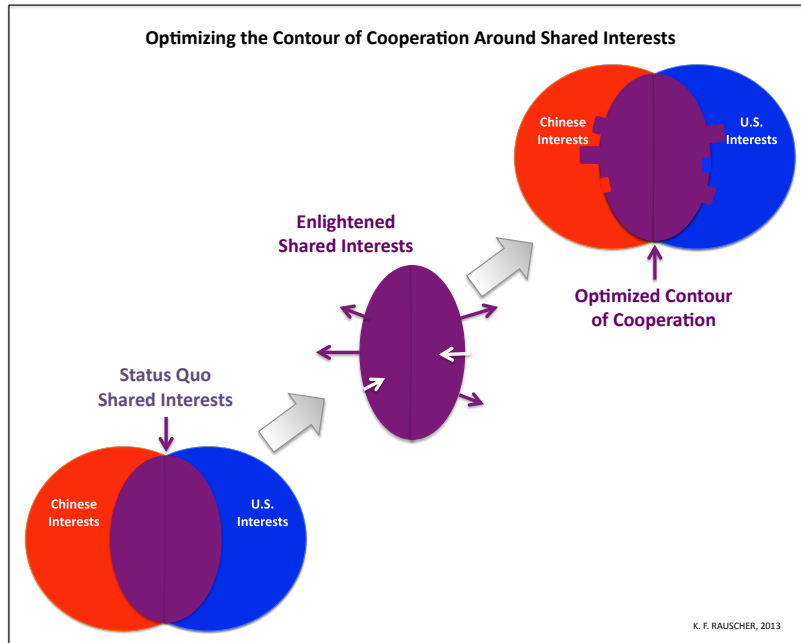 Optimizing the Contour of Cooperation Around Shared Interests
Chinese
Interests
U.S.
Interests
Enlightened
Shared Interests
Optimized Contour
of Cooperation
Status Quo
Shared Interests
Chinese
Interests
U.S.
Interests
K. F. RAUSCHER, 2013